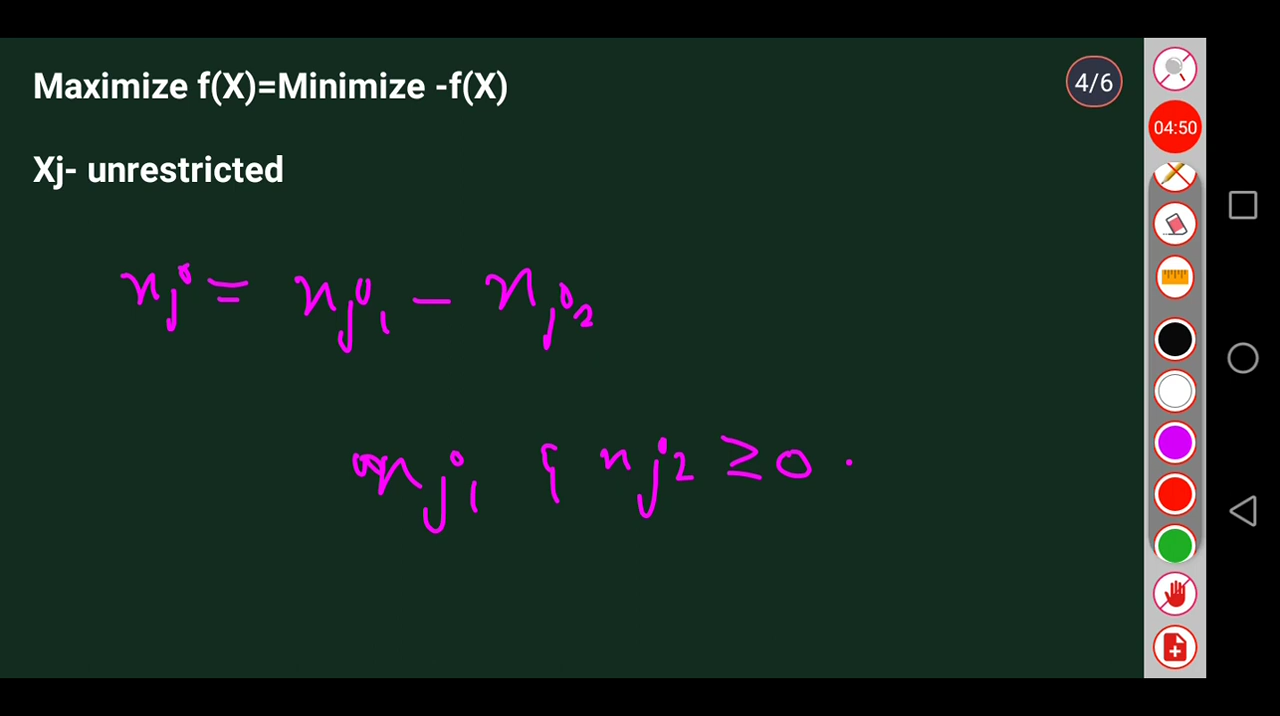 Maximize f(X)=Minimize -f(X)
4/6
04:50
Xj- unrestricted
xj = xj1 - xj2
xj1 & xj2 ≥ 0 .